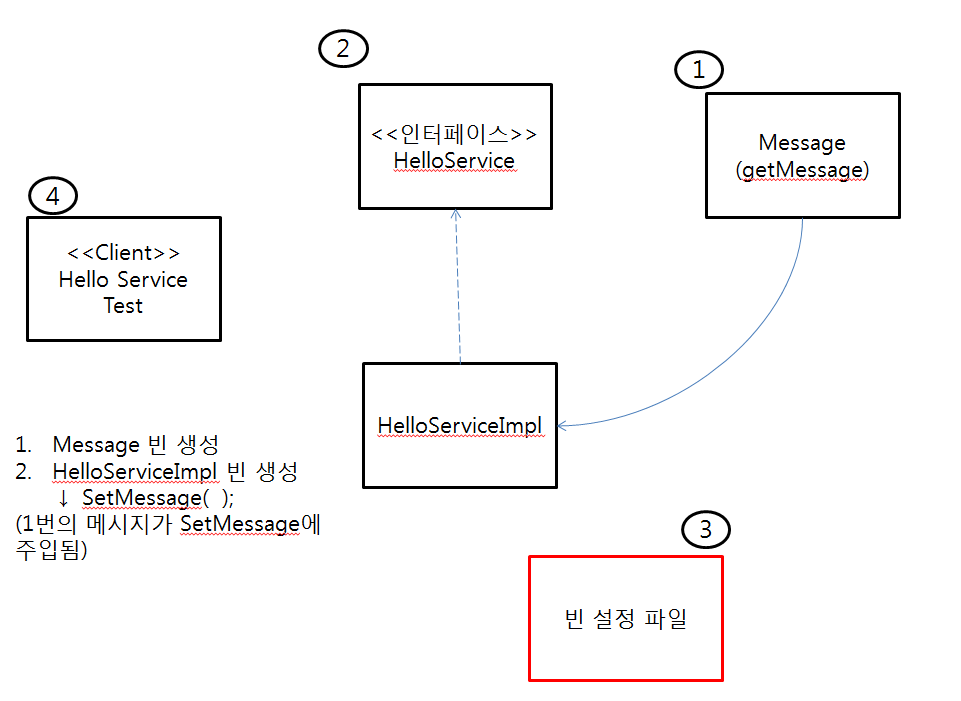 2
<<인터페이스>>
HelloService
1
Message
(getMessage)
4
<<Client>>
Hello Service
Test
HelloServiceImpl
1. Message 빈 생성
2. HelloServiceImpl 빈 생성
↓ SetMessage( );
(1번의 메시지가 SetMessage에
주입됨)
3
빈 설정 파일